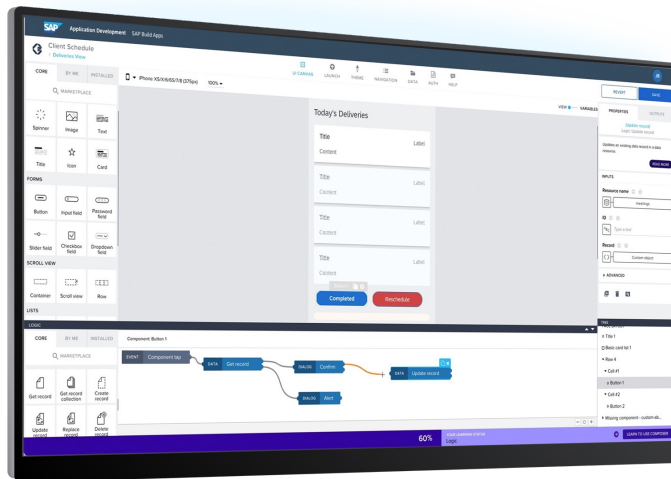 SAP Application Development SAP Build Apps
Client Schedule
< Deliveries View
CORE BY ME INSTALLED
MARKETPLACE
Spinner Image Text
Title Icon Card
FORMS
Button Input field Password field
Slider field Checkbox field Dropdown field
SCROLL VIEW
Container Scroll view Row
LISTS
iPhone XS/X/6/6S/7/8 (375px) 100%
UI CANVAS LAUNCH THEME NAVIGATION DATA AUTH HELP
VIEW VARIABLES
Today's Deliveries
Title Label
Content
Title Label
Content
Title Label
Content
Title Label
Content
Completed Reschedule
REVERT SAVE
PROPERTIES OUTPUTS
Update record
Logic / Update record
Updates an existing data record in a data
resource.
READ MORE
INPUTS
Resource name
meetings
ID
Type a text
Record
Custom object
ADVANCED
LOGIC
CORE BY ME INSTALLED
MARKETPLACE
Get record Get record collection Create record
Update record Replace record Delete record
Component: Button 1
EVENT Component tap
DATA Get record
DIALOG Confirm
DATA Update record
DIALOG Alert
TREE
Title 1
Basic card list 1
Row 4
Cell #1
Button 1
Cell #2
Button 2
Missing component - custom-ab...
60%
YOUR LEARNING STATUS
Logic
LEARN TO USE COMPOSER